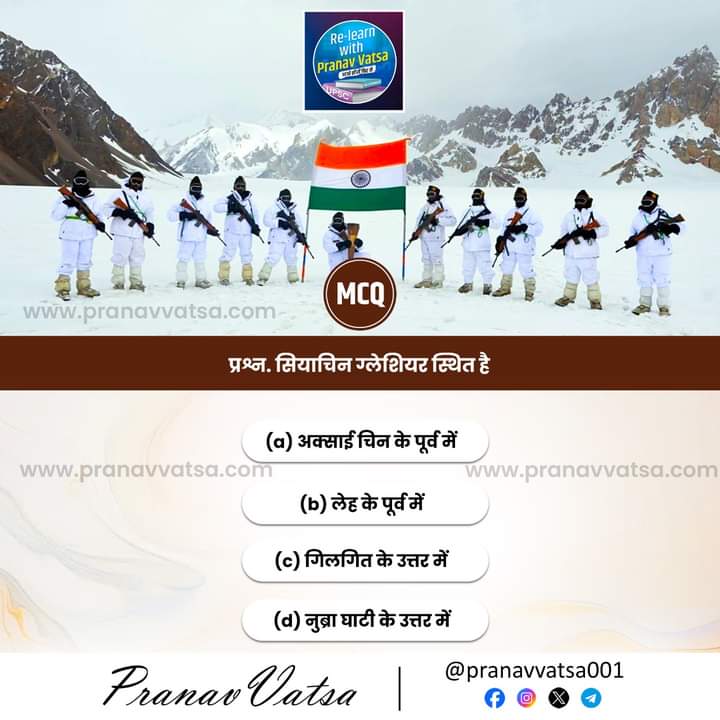 Re-learn
with
Pranav Vatsa
UPSC
MCQ
www.pranavvatsa.com
प्रश्न. सियाचिन ग्लेशियर स्थित है
(a) अक्साई चिन के पूर्व में
www.pranavvatsa.com www.pranavvatsa.com
(b) लेह के पूर्व में
(c) गिलगित के उत्तर में
(d) नुब्रा घाटी के उत्तर में
Pranav Vatsa
@pranavvatsa001